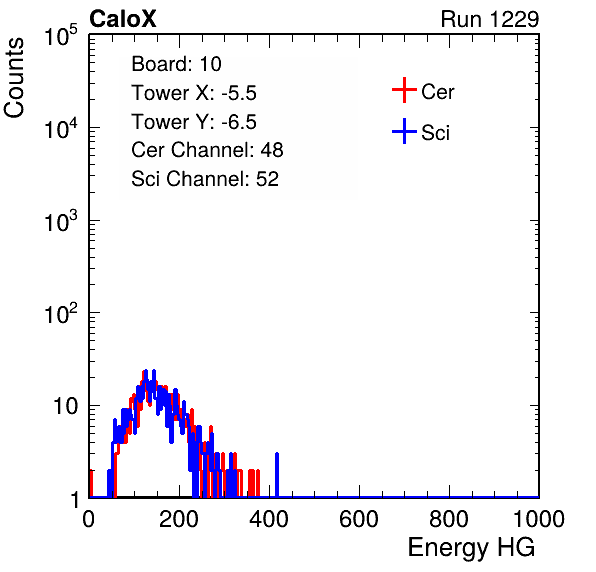 CaloX Run 1229
Counts
10^5
10^4
10^3
10^2
10
1
Board: 10
Tower X: -5.5
Tower Y: -6.5
Cer Channel: 48
Sci Channel: 52
Cer
Sci
0 200 400 600 800 1000
Energy HG